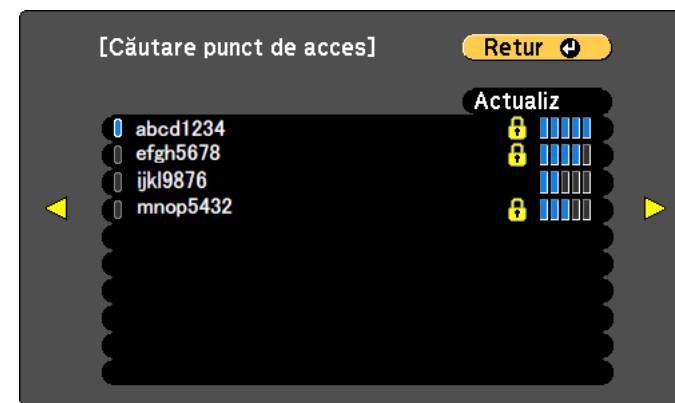 [Căutare punct de acces]
Retur
Actualiz
abcd1234
efgh5678
ijkl9876
mnop5432